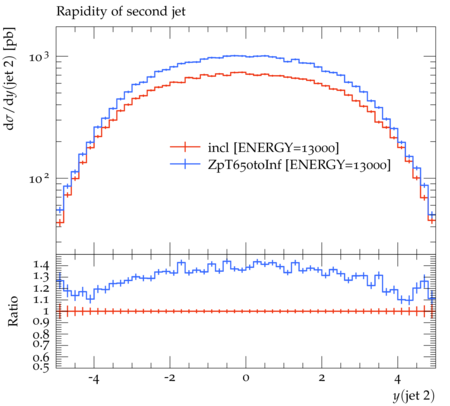 Rapidity of second jet
dσ/dy(jet 2) [pb]
10³
10²
incl [ENERGY=13000]
ZpT650toInf [ENERGY=13000]
Ratio
1.4
1.3
1.2
1.1
1
0.9
0.8
0.7
0.6
0.5
-4 -2 0 2 4
y(jet 2)